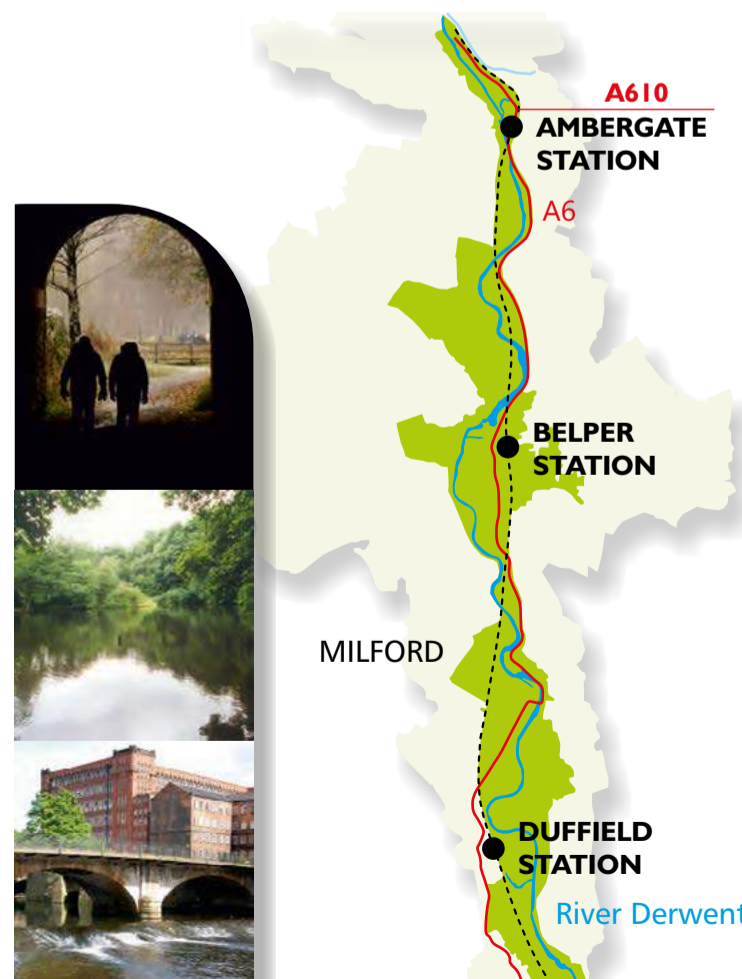 A610
AMBERGATE
STATION
A6
BELPER
STATION
MILFORD
DUFFIELD
STATION
River Derwent